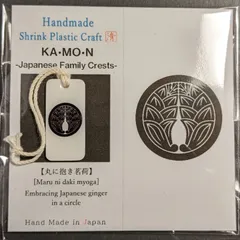 Handmade
Shrink Plastic Craft
KA•MO•N
-Japanese Family Crests-
【丸に抱き茗荷】
[Maru ni daki myoga]
Embracing Japanese ginger
in a circle
Hand Made in Japan